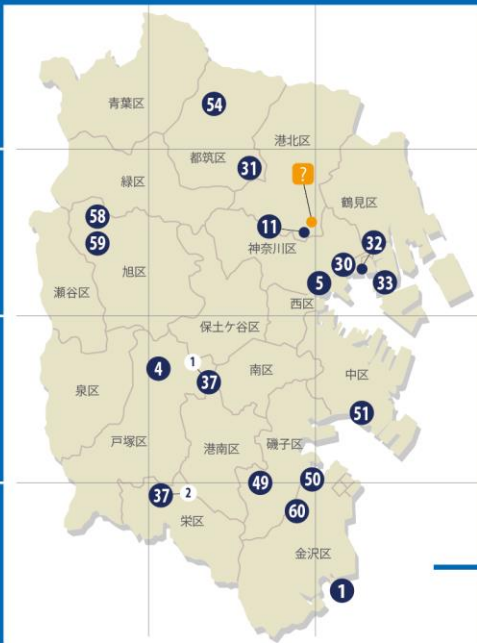 青葉区
54
港北区
都筑区
31
緑区
?
鶴見区
58
11
32
59
神奈川区
30
旭区
5
33
瀬谷区
西区
保土ケ谷区
1
4
南区
中区
37
泉区
51
戸塚区
港南区
磯子区
49
50
37
2
60
栄区
金沢区
1